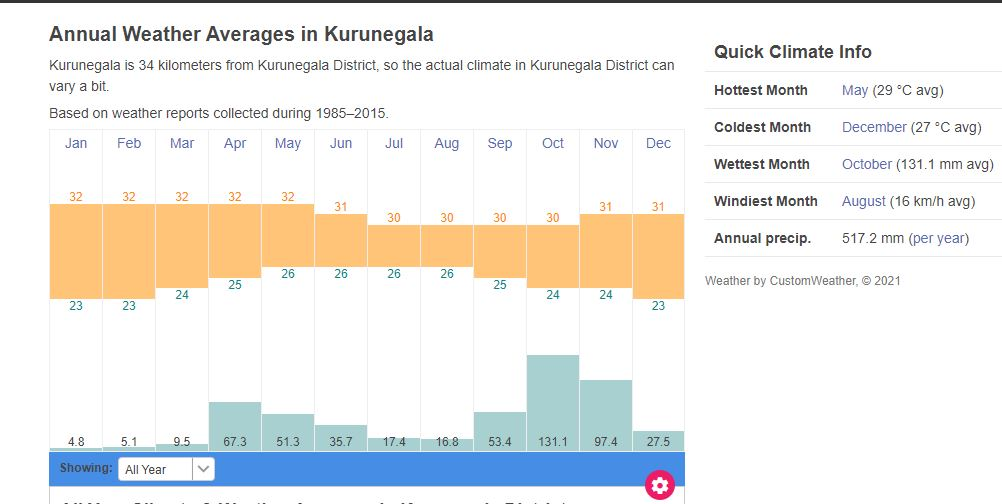 Annual Weather Averages in Kurunegala
Kurunegala is 34 kilometers from Kurunegala District, so the actual climate in Kurunegala District can
vary a bit.
Based on weather reports collected during 1985–2015.
Jan Feb Mar Apr May Jun Jul Aug Sep Oct Nov Dec
32 32 32 32 32 31 30 30 30 30 31 31
23 23 24 25 26 26 26 26 25 24 24 23
4.8 5.1 9.5 67.3 51.3 35.7 17.4 16.8 53.4 131.1 97.4 27.5
Showing: All Year
Quick Climate Info
Hottest Month May (29 °C avg)
Coldest Month December (27 °C avg)
Wettest Month October (131.1 mm avg)
Windiest Month August (16 km/h avg)
Annual precip. 517.2 mm (per year)
Weather by CustomWeather, © 2021